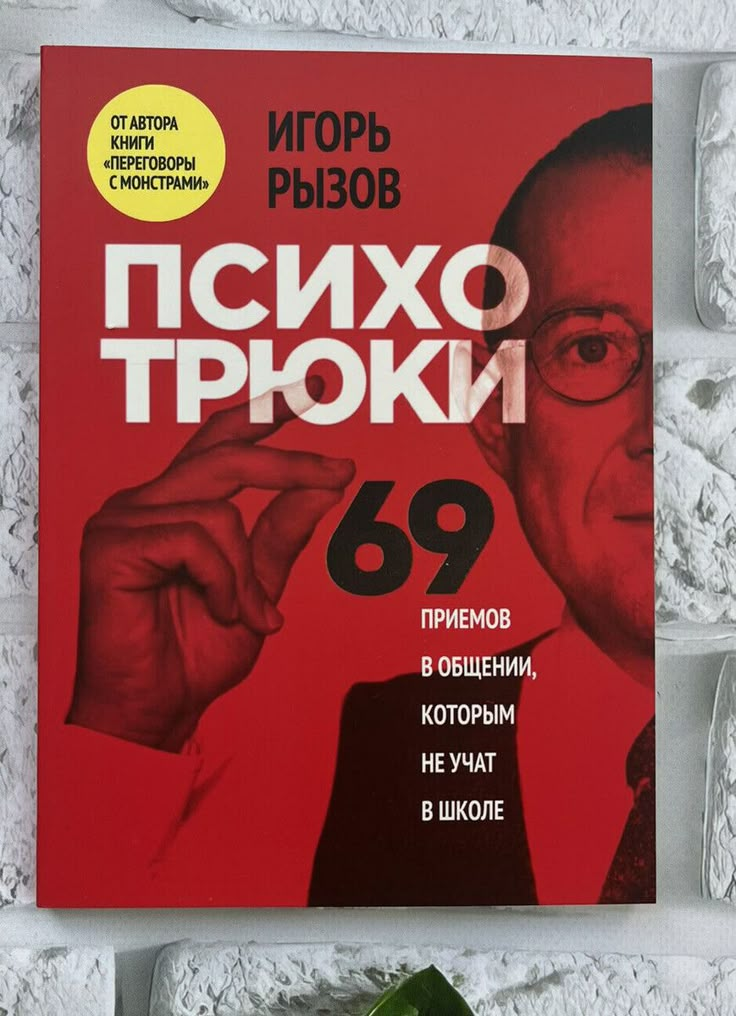 ОТ АВТОРА
КНИГИ
«ПЕРЕГОВОРЫ
С МОНСТРАМИ»
ИГОРЬ
РЫЗОВ
ПСИХО
ТРЮКИ
69
ПРИЕМОВ
В ОБЩЕНИИ,
КОТОРЫМ
НЕ УЧАТ
В ШКОЛЕ